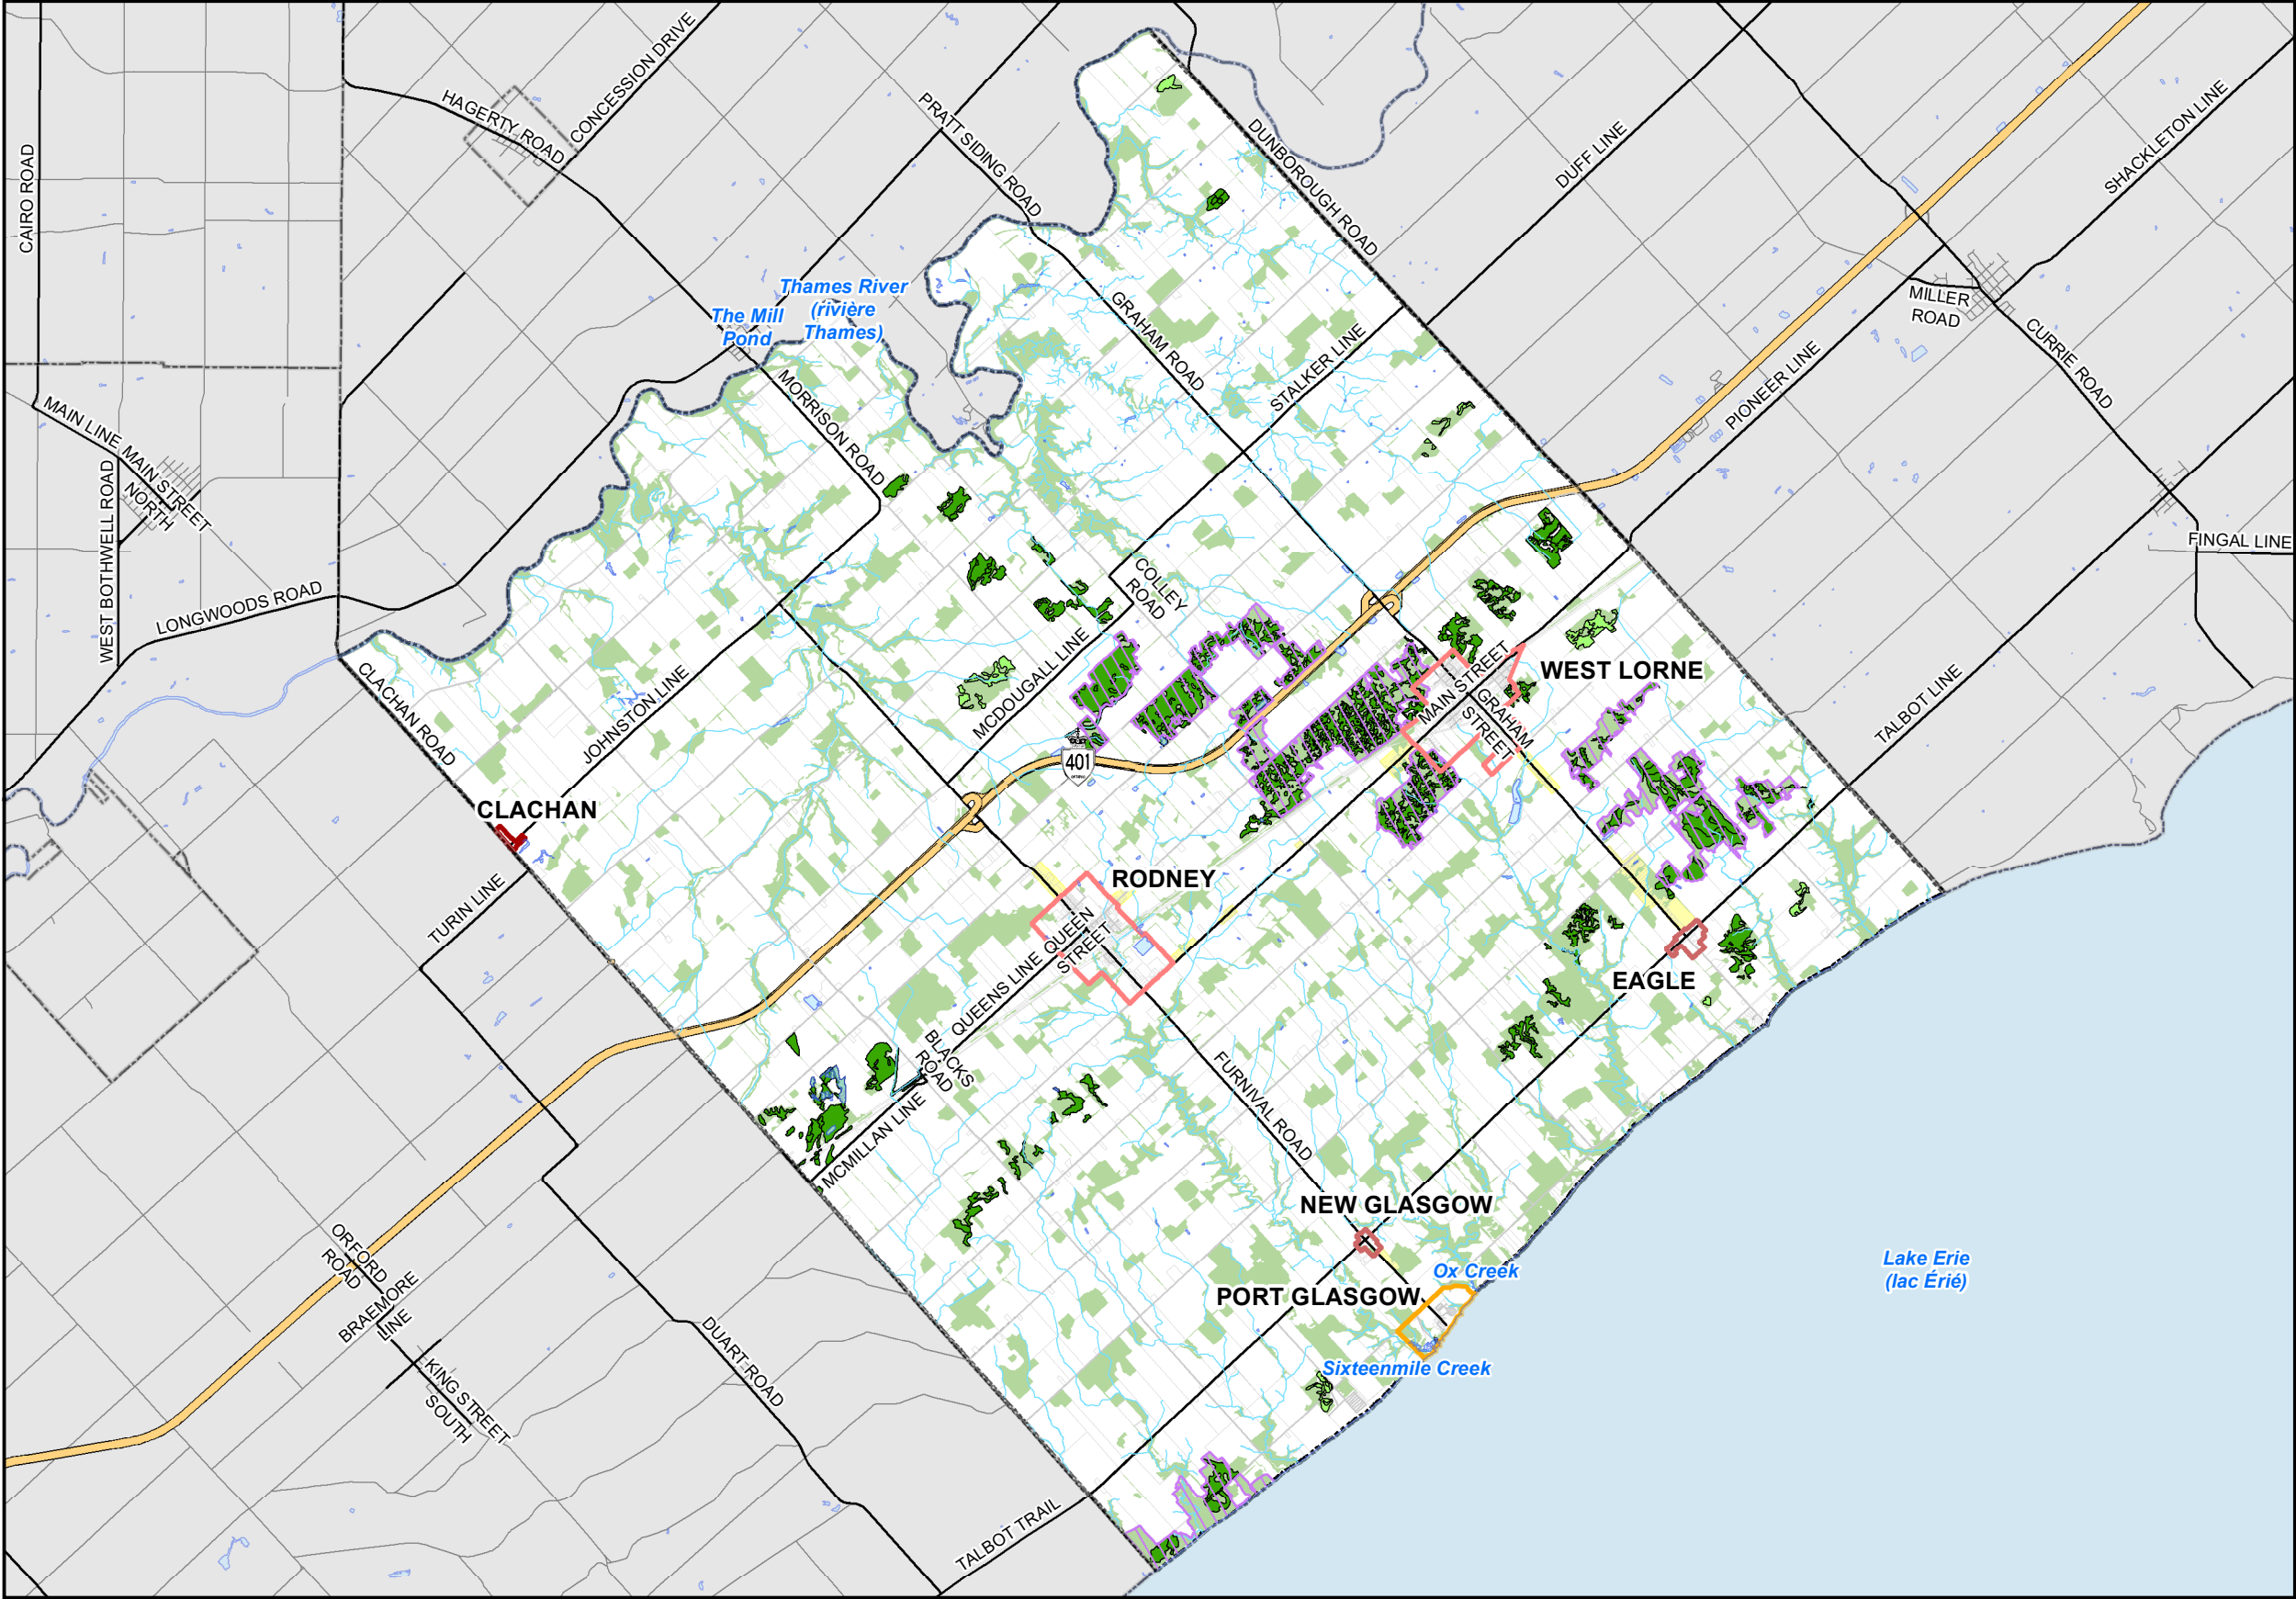 CONCESSION DRIVE
HAGERTY ROAD
PRATT SIDING ROAD
DUNBOROUGH ROAD
DUFF LINE
SHACKLETON LINE
CAIRO ROAD
Thames River
(rivière
Thames)
The Mill
Pond
GRAHAM ROAD
STALKER LINE
MILLER
ROAD
CURRIE ROAD
PIONEER LINE
MORRISON ROAD
MAIN LINE
MAIN STREET
NORTH
WEST BOTHWELL ROAD
LONGWOODS ROAD
FINGAL LINE
COLLEY
ROAD
MCDOUGALL LINE
CLACHAN ROAD
JOHNSTON LINE
MAIN STREET
WEST LORNE
GRAHAM
STREET
TALBOT LINE
401
ONTARIO
CLACHAN
RODNEY
TURIN LINE
QUEENS LINE
QUEEN
STREET
EAGLE
BLACKS
ROAD
MCMILLAN LINE
FURNIVAL ROAD
NEW GLASGOW
ORFORD
ROAD
BRAEMORE
LINE
Ox Creek
PORT GLASGOW
Lake Erie
(lac Érié)
Sixteenmile Creek
DUART ROAD
KING STREET
SOUTH
TALBOT TRAIL